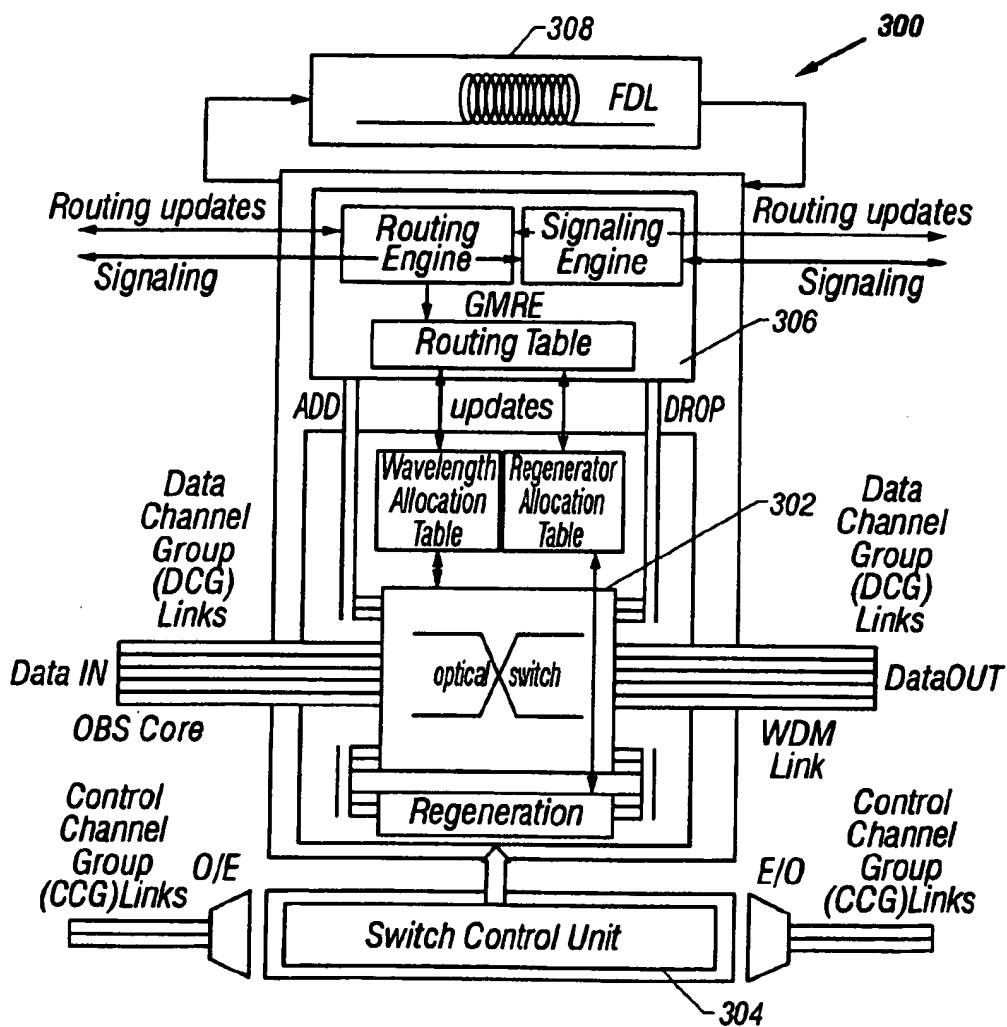 308
300
FDL
Routing updates
Routing
Engine
Signaling
Engine
Routing updates
Signaling
Signaling
GMRE
306
Routing Table
ADD
updates
DROP
Data
Channel
Group
(DCG)
Links
Wavelength
Allocation
Table
Regenerator
Allocation
Table
302
Data
Channel
Group
(DCG)
Links
Data IN
optical switch
DataOUT
OBS Core
WDM
Link
Control
Channel
Group
(CCG)Links
O/E
Regeneration
E/O
Control
Channel
Group
(CCG)Links
Switch Control Unit
304